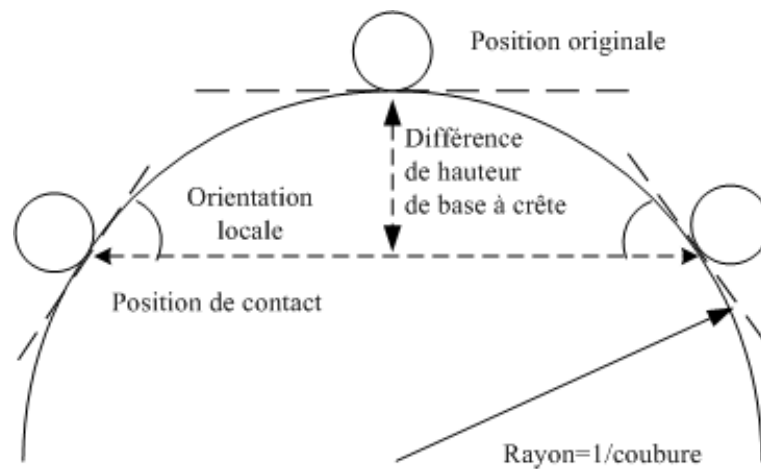 Position originale
Différence
de hauteur
de base à crête
Orientation
locale
Position de contact
Rayon=1/coubure